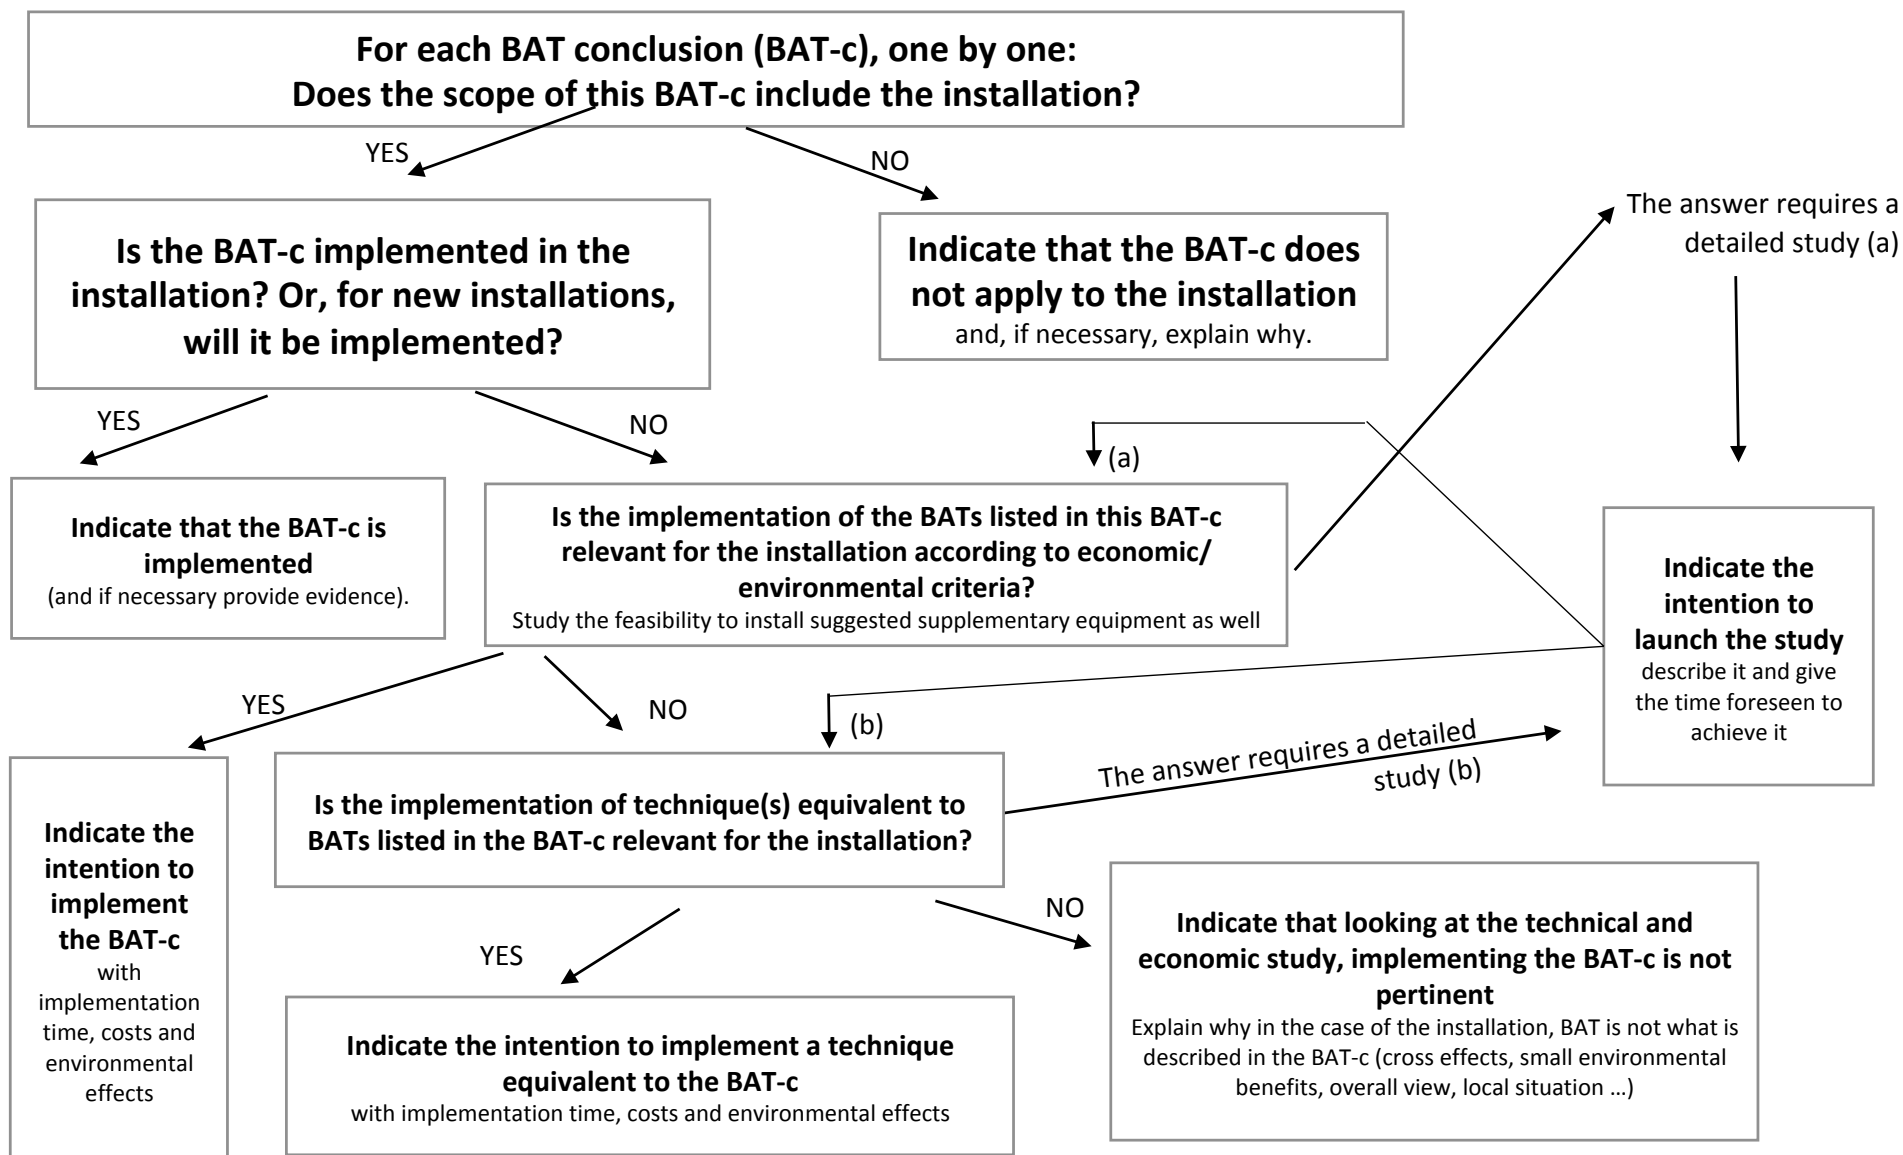 For each BAT conclusion (BAT-c), one by one:
Does the scope of this BAT-c include the installation?
YES
NO
Is the BAT-c implemented in the
installation? Or, for new installations,
will it be implemented?
Indicate that the BAT-c does
not apply to the installation
and, if necessary, explain why.
The answer requires a
detailed study (a)
YES
NO
(a)
Indicate that the BAT-c is
implemented
(and if necessary provide evidence).
Is the implementation of the BATs listed in this BAT-c
relevant for the installation according to economic/
environmental criteria?
Study the feasibility to install suggested supplementary equipment as well
Indicate the
intention to
launch the study
describe it and give
the time foreseen to
achieve it
YES
NO
(b)
The answer requires a detailed
study (b)
Indicate the
intention to
implement
the BAT-c
with
implementation
time, costs and
environmental
effects
Is the implementation of technique(s) equivalent to
BATs listed in the BAT-c relevant for the installation?
YES
NO
Indicate the intention to implement a technique
equivalent to the BAT-c
with implementation time, costs and environmental effects
Indicate that looking at the technical and
economic study, implementing the BAT-c is not
pertinent
Explain why in the case of the installation, BAT is not what is
described in the BAT-c (cross effects, small environmental
benefits, overall view, local situation …)